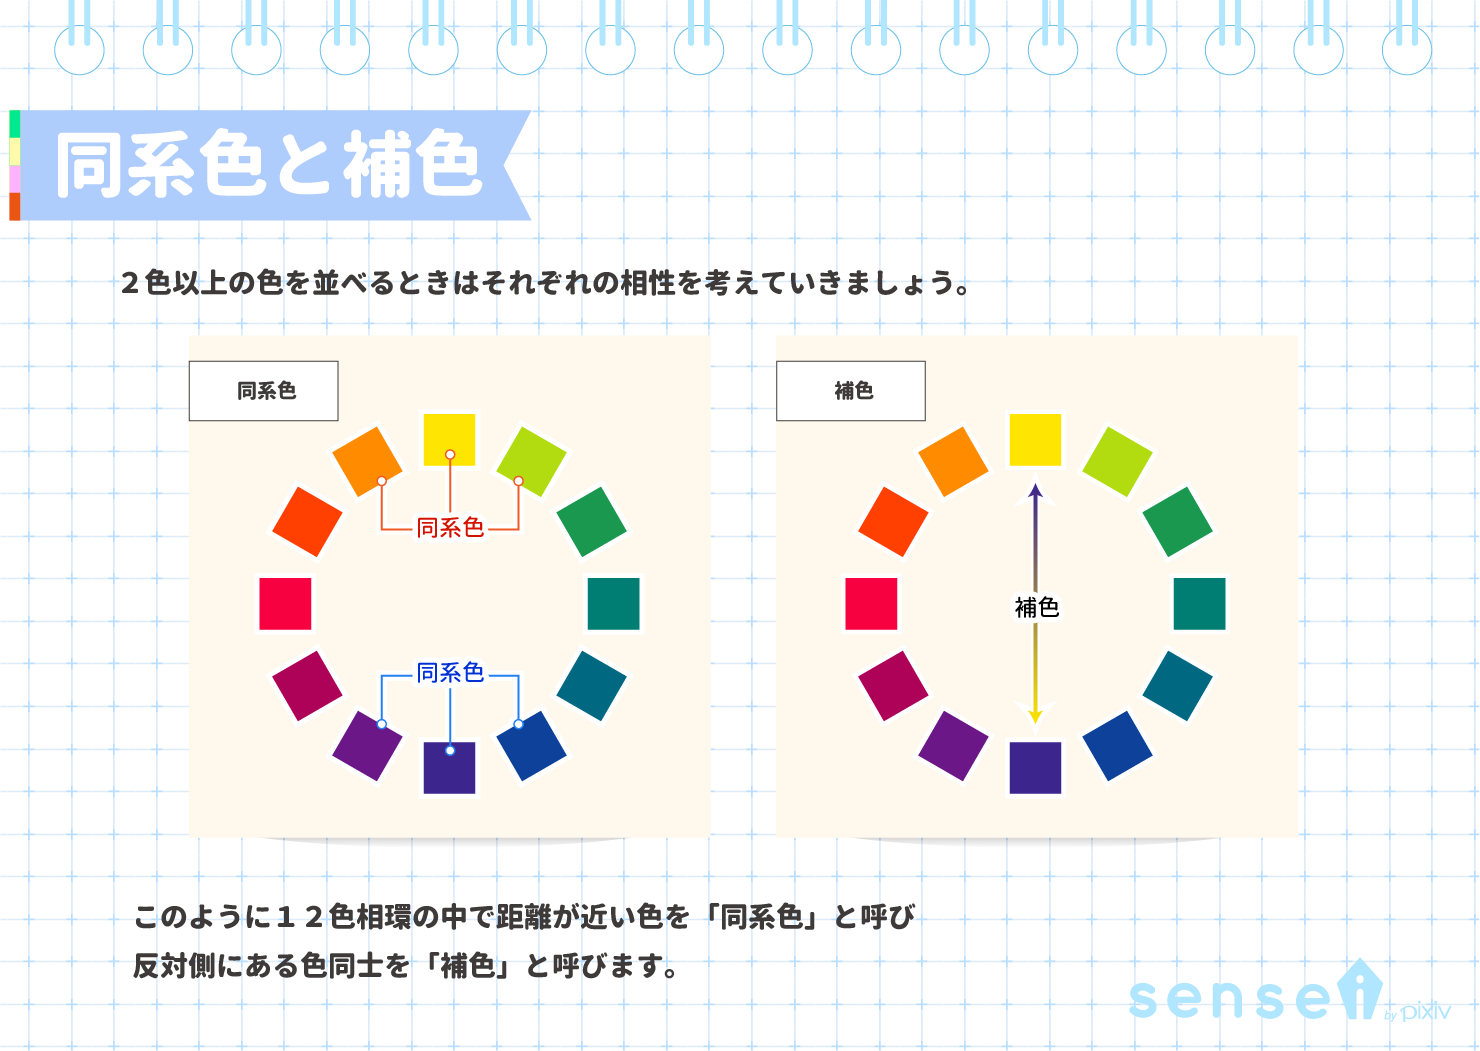 同系色と補色
２色以上の色を並べるときはそれぞれの相性を考えていきましょう。
同系色
同系色
同系色
補色
補色
このように１２色相環の中で距離が近い色を「同系色」と呼び
反対側にある色同士を「補色」と呼びます。
sensei by pixiv